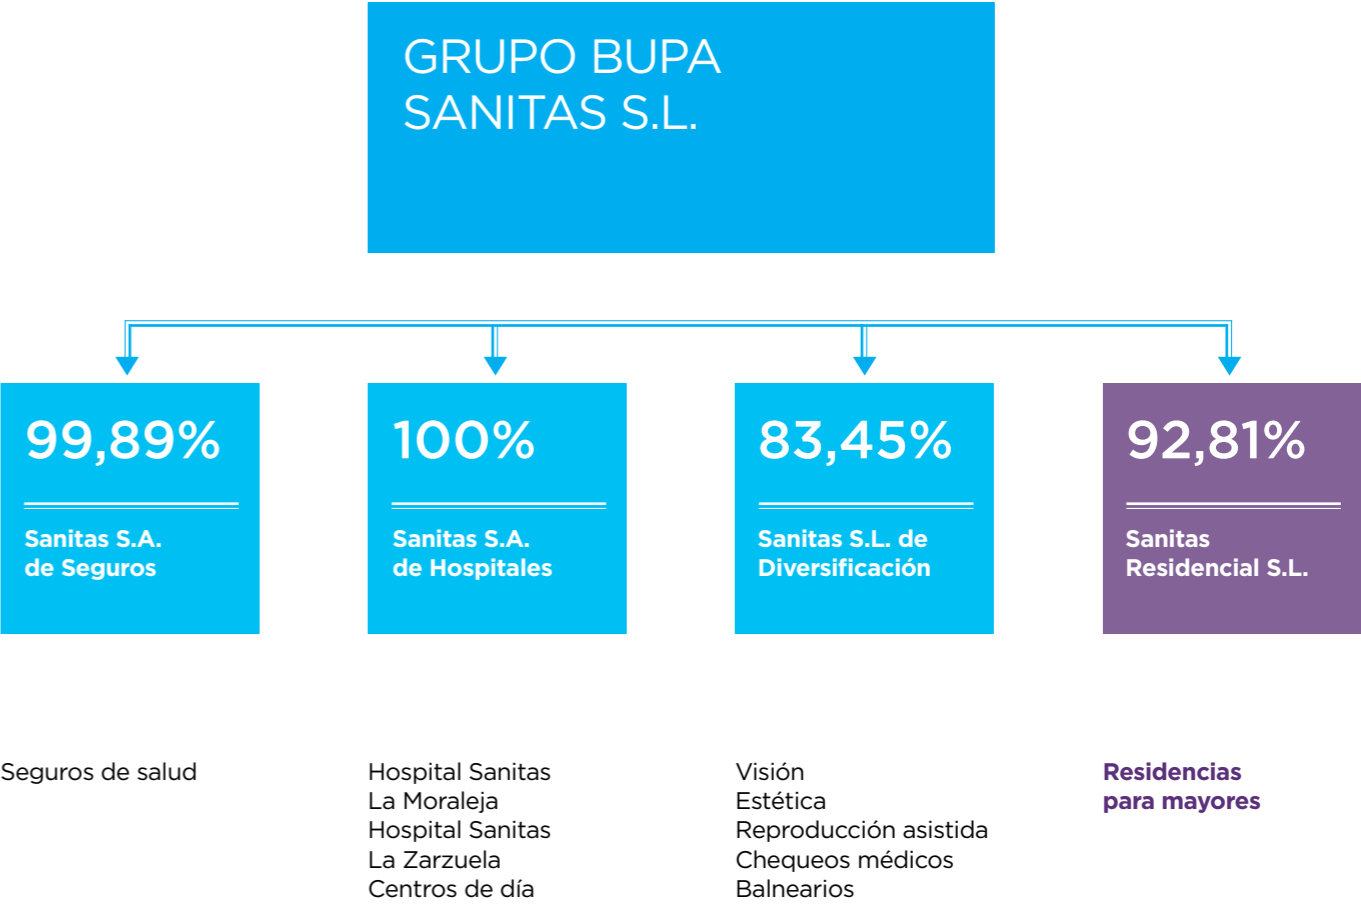 GRUPO BUPA
SANITAS S.L.
99,89%
Sanitas S.A.
de Seguros
100%
Sanitas S.A.
de Hospitales
83,45%
Sanitas S.L. de
Diversificación
92,81%
Sanitas
Residencial S.L.
Seguros de salud
Hospital Sanitas
La Moraleja
Hospital Sanitas
La Zarzuela
Centros de día
Visión
Estética
Reproducción asistida
Chequeos médicos
Balnearios
Residencias
para mayores